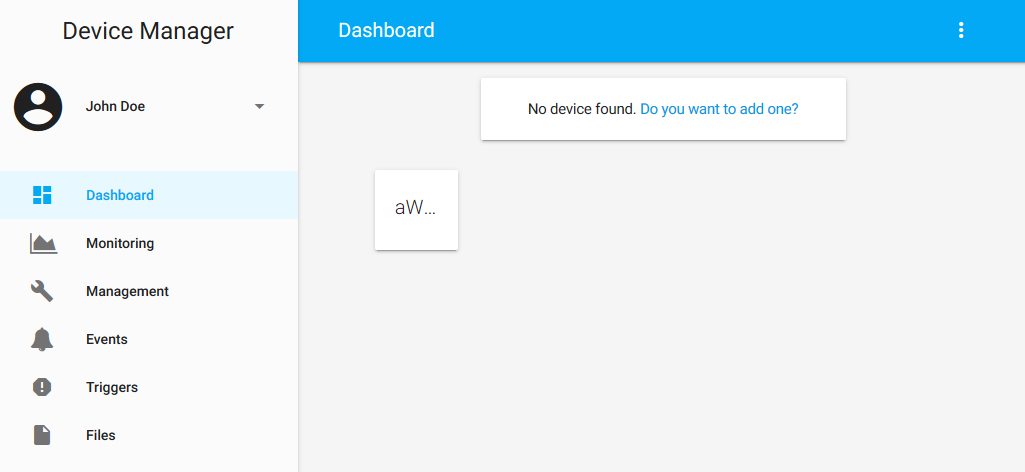 Device Manager
John Doe
Dashboard
Monitoring
Management
Events
Triggers
Files
Dashboard
No device found. Do you want to add one?
aW...